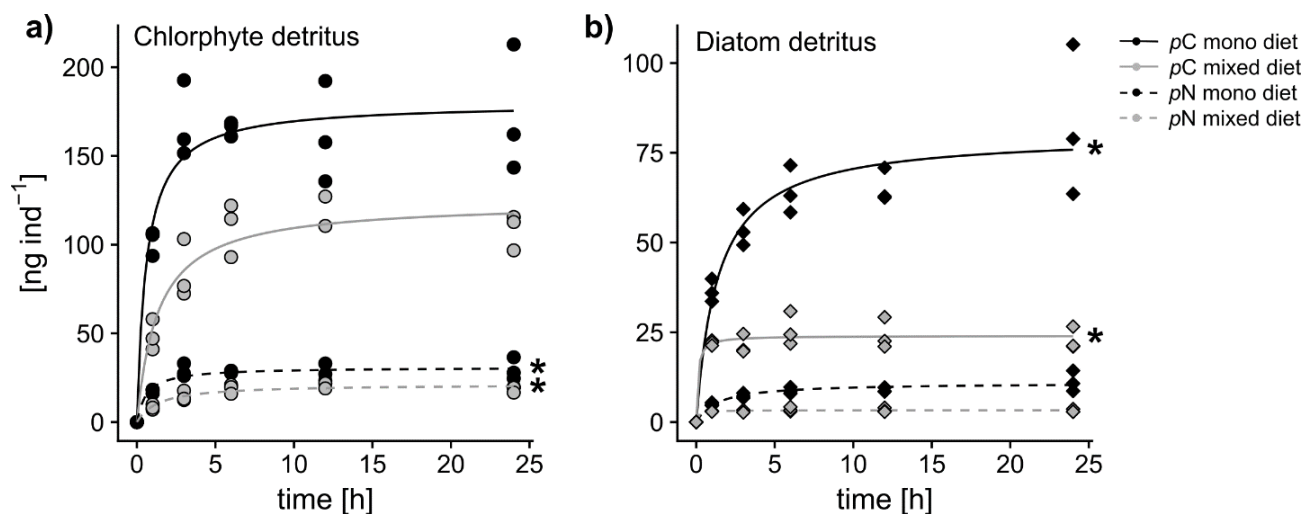 a) Chlorphyte detritus
200
150
100
50
0
[ng ind⁻¹]
*
*
0 5 10 15 20 25
time [h]
b) Diatom detritus
100
75
50
25
0
*
*
0 5 10 15 20 25
time [h]
pC mono diet
pC mixed diet
pN mono diet
pN mixed diet